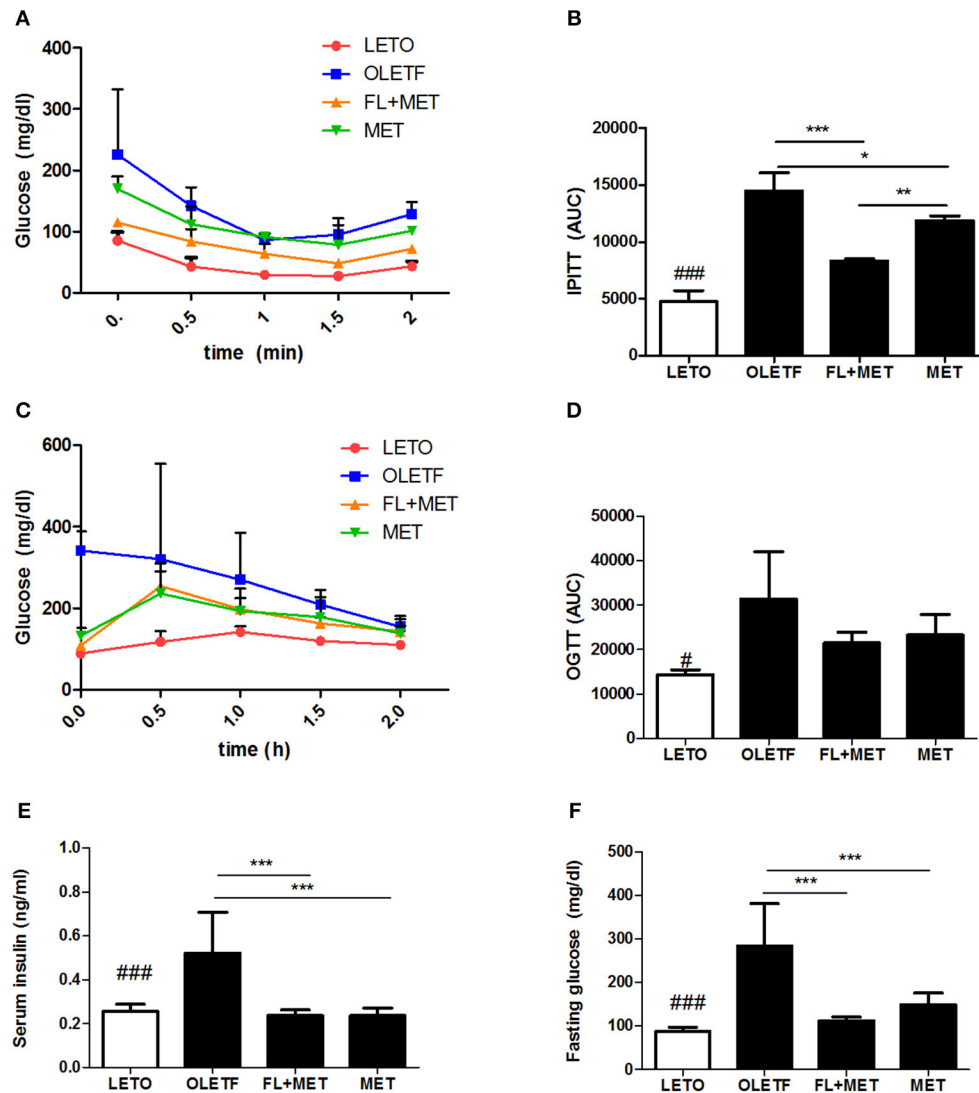 A
400
300
200
100
0
Glucose (mg/dl)
0.
0.5
1
1.5
2
time (min)
LETO
OLETF
FL+MET
MET
B
20000
15000
10000
5000
0
IPITT (AUC)
###
***
*
**
LETO OLETF FL+MET MET
C
600
400
200
0
Glucose (mg/dl)
0.0
0.5
1.0
1.5
2.0
time (h)
LETO
OLETF
FL+MET
MET
D
50000
40000
30000
20000
10000
0
OGTT (AUC)
#
LETO OLETF FL+MET MET
E
1.0
0.8
0.6
0.4
0.2
0.0
Serum insulin (ng/ml)
###
***
***
LETO OLETF FL+MET MET
F
500
400
300
200
100
0
Fasting glucose (mg/dl)
###
***
***
LETO OLETF FL+MET MET